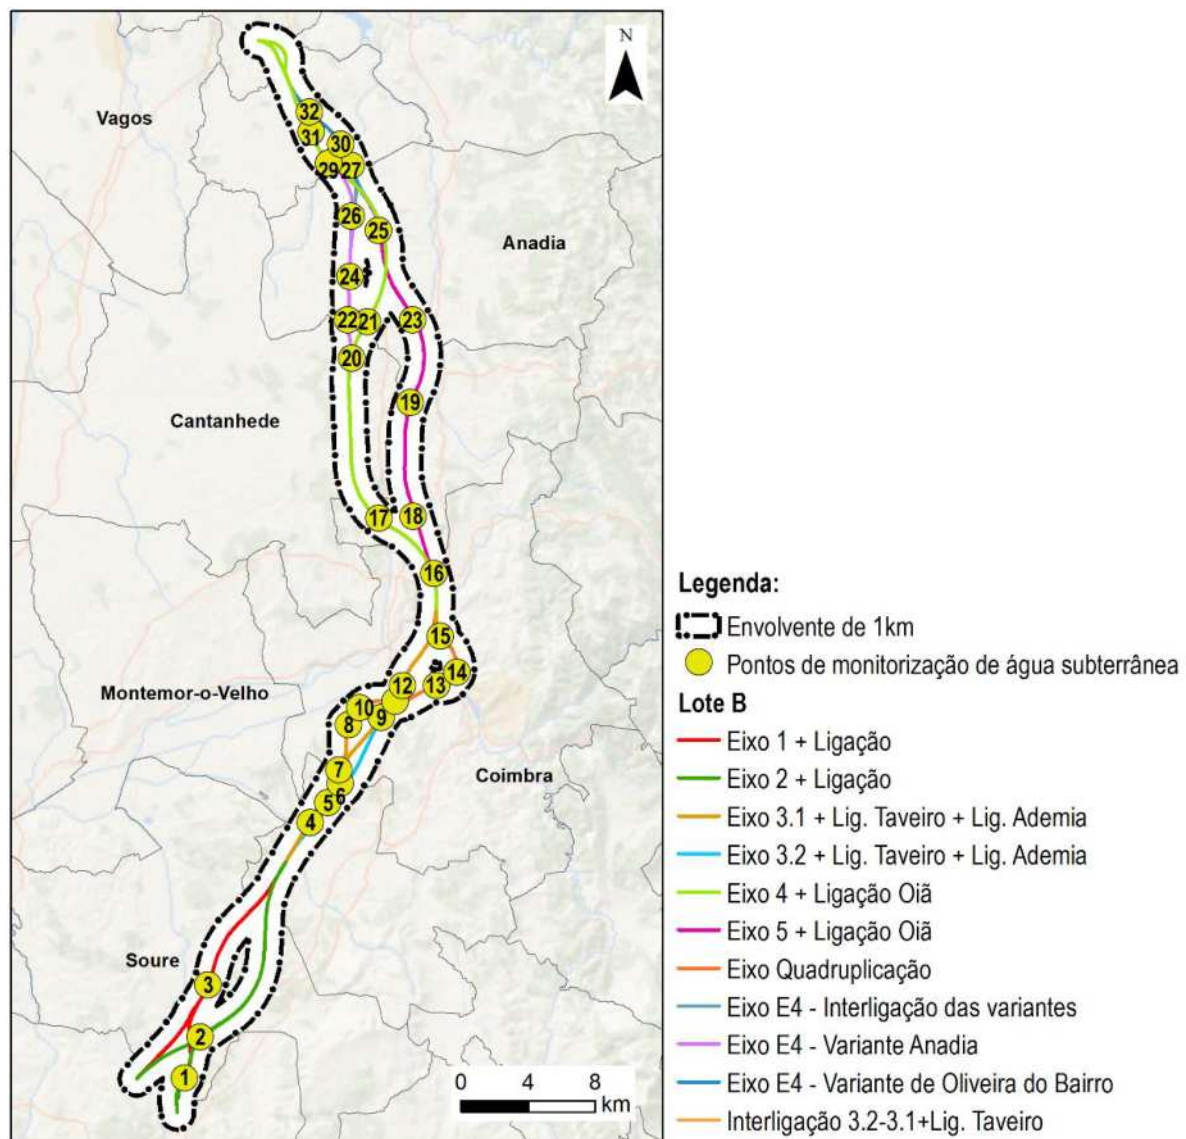 N
Vagos
32
31
30
29
27
26
25
Anadia
24
22
21
23
20
19
Cantanhede
17
18
16
15
14
13
12
Montemor-o-Velho
10
9
8
7
Coimbra
6
5
4
Soure
3
2
1
0 4 8
km
Legenda:
Envolvente de 1km
Pontos de monitorização de água subterrânea
Lote B
Eixo 1 + Ligação
Eixo 2 + Ligação
Eixo 3.1 + Lig. Taveiro + Lig. Ademia
Eixo 3.2 + Lig. Taveiro + Lig. Ademia
Eixo 4 + Ligação Oiã
Eixo 5 + Ligação Oiã
Eixo Quadruplicação
Eixo E4 - Interligação das variantes
Eixo E4 - Variante Anadia
Eixo E4 - Variante de Oliveira do Bairro
Interligação 3.2-3.1+Lig. Taveiro